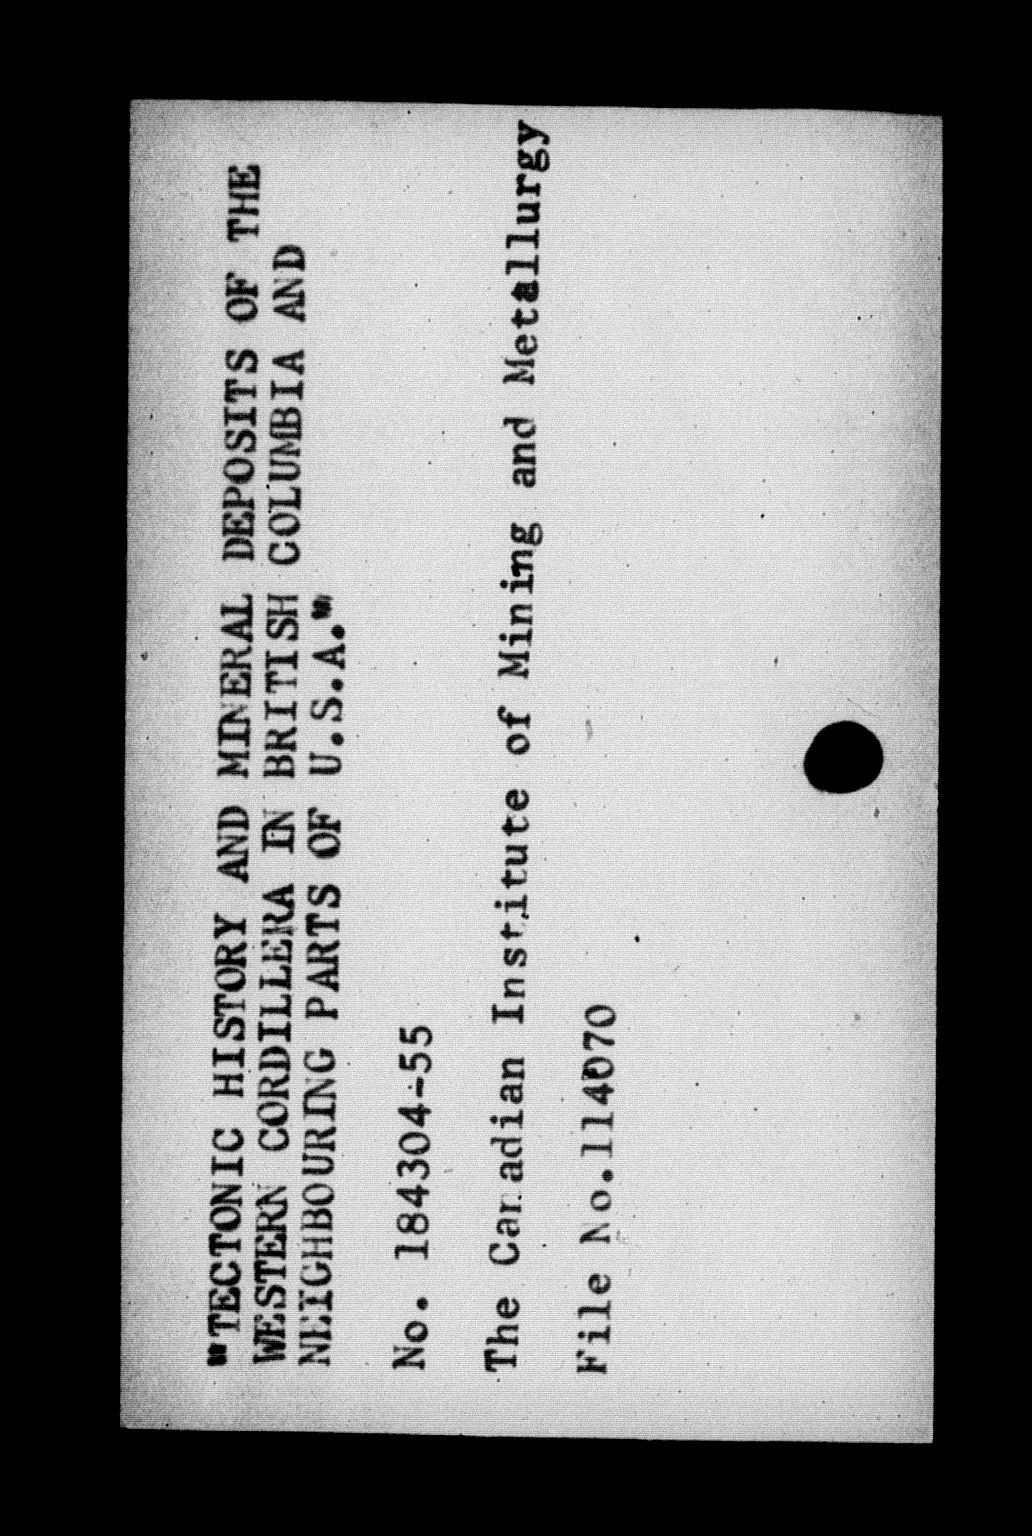 "TECTONIC HISTORY AND MINERAL DEPOSITS OF THE
WESTERN CORDILLERA IN BRITISH COLUMBIA AND
NEIGHBOURING PARTS OF U.S.A."
No. 184304-55
The Canadian Institute of Mining and Metallurgy
File No.114070